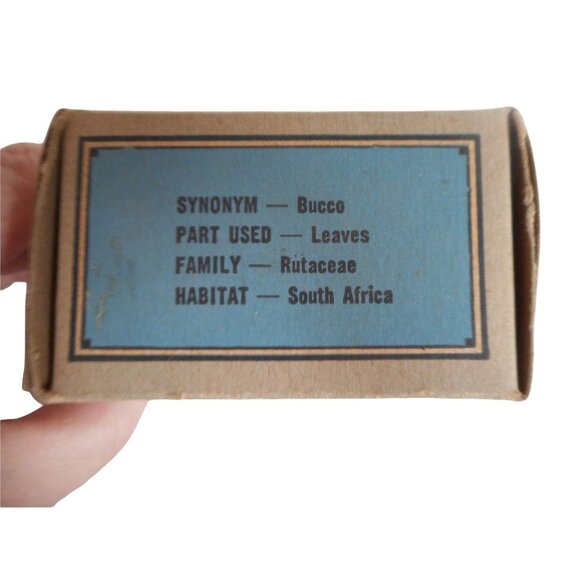 SYNONYM — Bucco
PART USED — Leaves
FAMILY — Rutaceae
HABITAT — South Africa